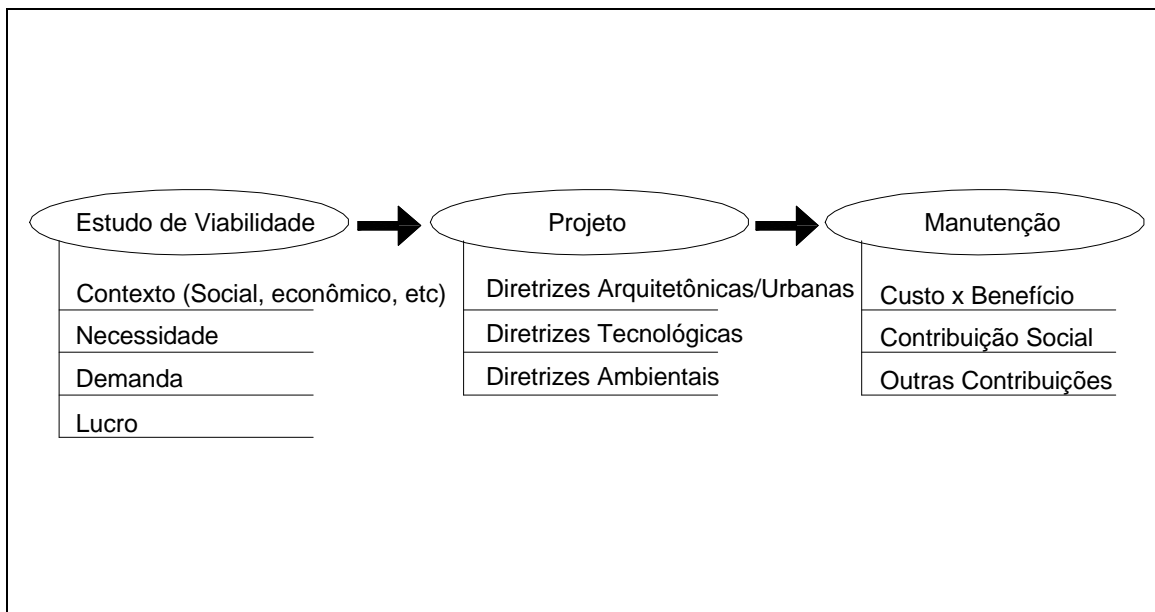 Estudo de Viabilidade
Contexto (Social, econômico, etc)
Necessidade
Demanda
Lucro
Projeto
Diretrizes Arquitetônicas/Urbanas
Diretrizes Tecnológicas
Diretrizes Ambientais
Manutenção
Custo x Benefício
Contribuição Social
Outras Contribuições